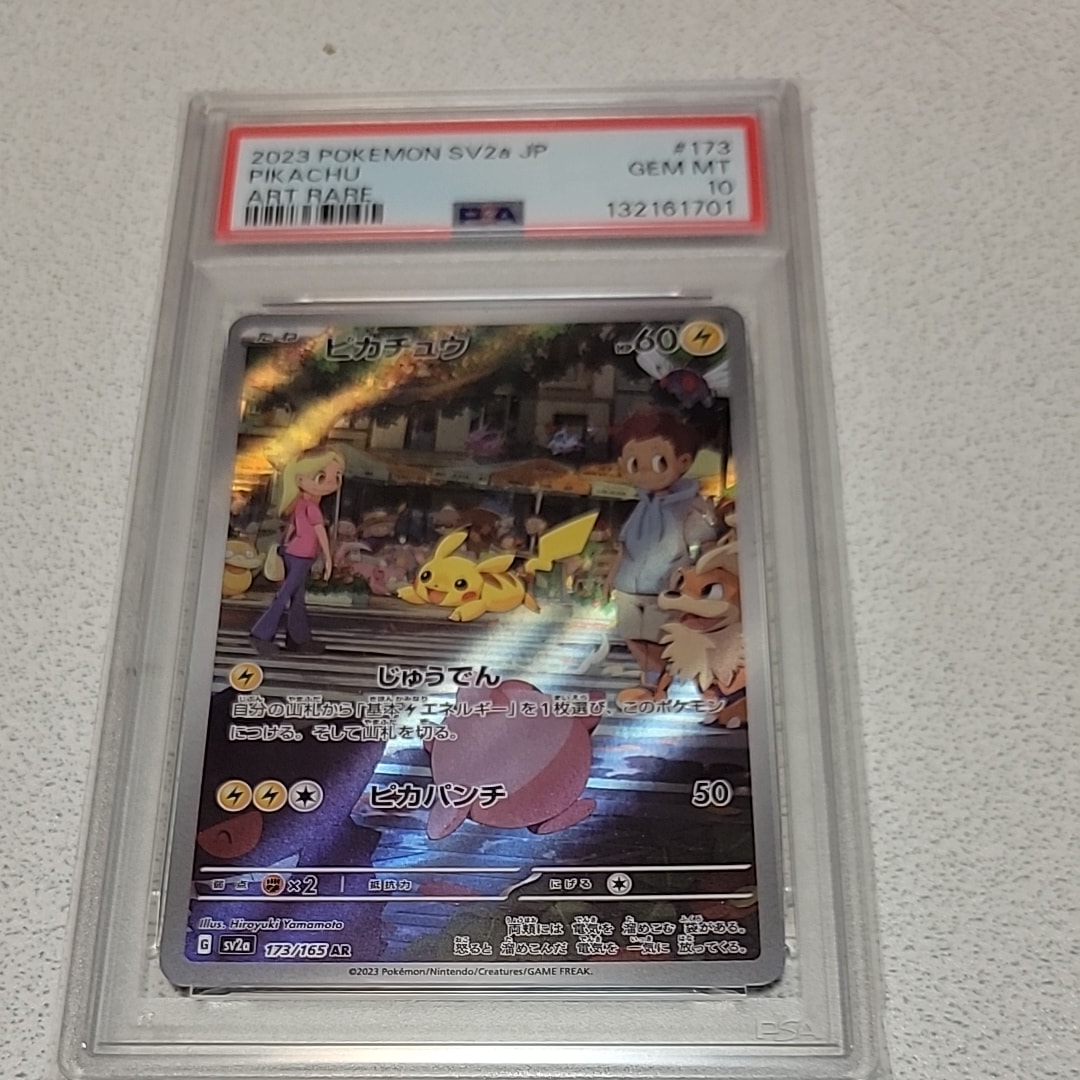 2023 POKEMON SV2a JP #173
PIKACHU GEM MT
ART RARE 10
PSA 132161701
たね ピカチュウ HP60
じゅうでん
自分の山札から「基本エネルギー」を1枚選び、このポケモン
につける。そして山札を切る。
ピカパンチ 50
弱点 ×2 抵抗力 にげる
Illus. Hiroyuki Yamamoto
G sv2a 173/165 AR
両頬には 電気を 溜めこむ 袋がある。
怒ると 溜めこんだ 電気を 一気に 放ってくる。
©2023 Pokémon/Nintendo/Creatures/GAME FREAK.
PSA